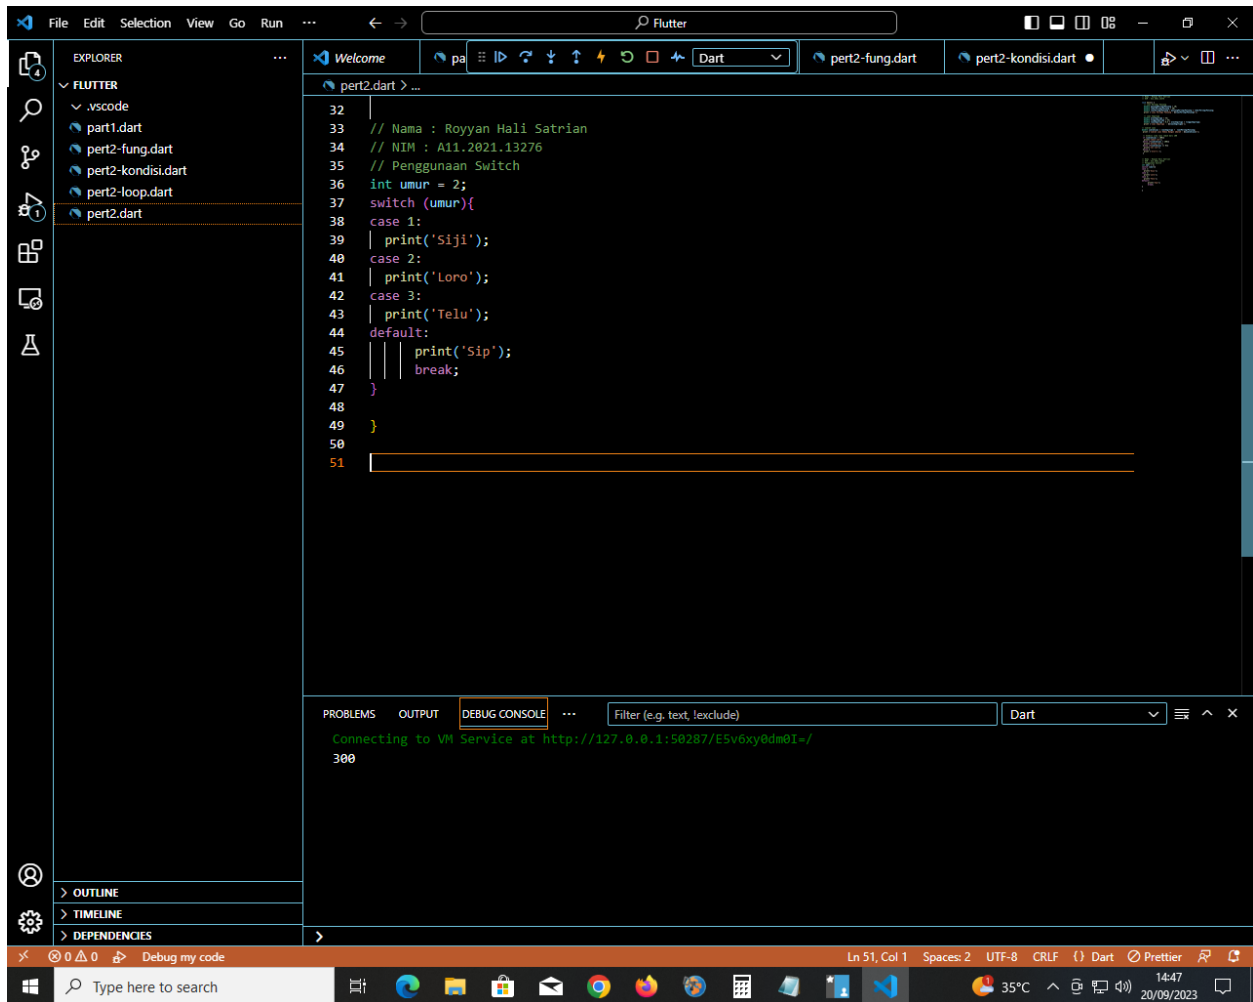 File Edit Selection View Go Run ··· Flutter
EXPLORER ···
Welcome
pa
Dart
pert2-fung.dart
pert2-kondisi.dart
FLUTTER
.vscode
part1.dart
pert2-fung.dart
pert2-kondisi.dart
pert2-loop.dart
pert2.dart
4
1
pert2.dart > ...
32
33 // Nama : Royyan Hali Satrian
34 // NIM : A11.2021.13276
35 // Penggunaan Switch
36 int umur = 2;
37 switch (umur){
38 case 1:
39 print('Siji');
40 case 2:
41 print('Loro');
42 case 3:
43 print('Telu');
44 default:
45 print('Sip');
46 break;
47 }
48
49 }
50
51
PROBLEMS OUTPUT DEBUG CONSOLE ··· Filter (e.g. text, !exclude) Dart
Connecting to VM Service at http://127.0.0.1:50287/E5v6xy0dm0I=/
300
OUTLINE
TIMELINE
DEPENDENCIES
>
0 0 Debug my code Ln 51, Col 1 Spaces: 2 UTF-8 CRLF {} Dart Prettier
Type here to search 35°C 14:47
20/09/2023